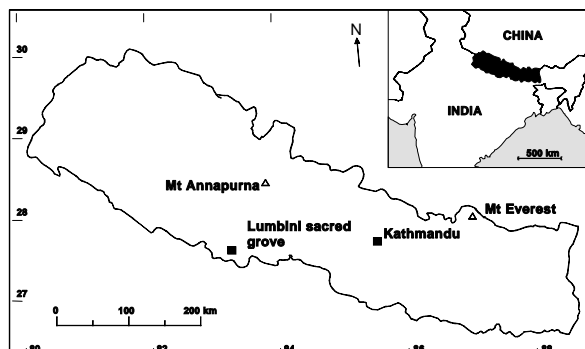 30
29
28
27
N
CHINA
INDIA
500 km
Mt Annapurna
Mt Everest
Lumbini sacred
grove
Kathmandu
0 100 200 km